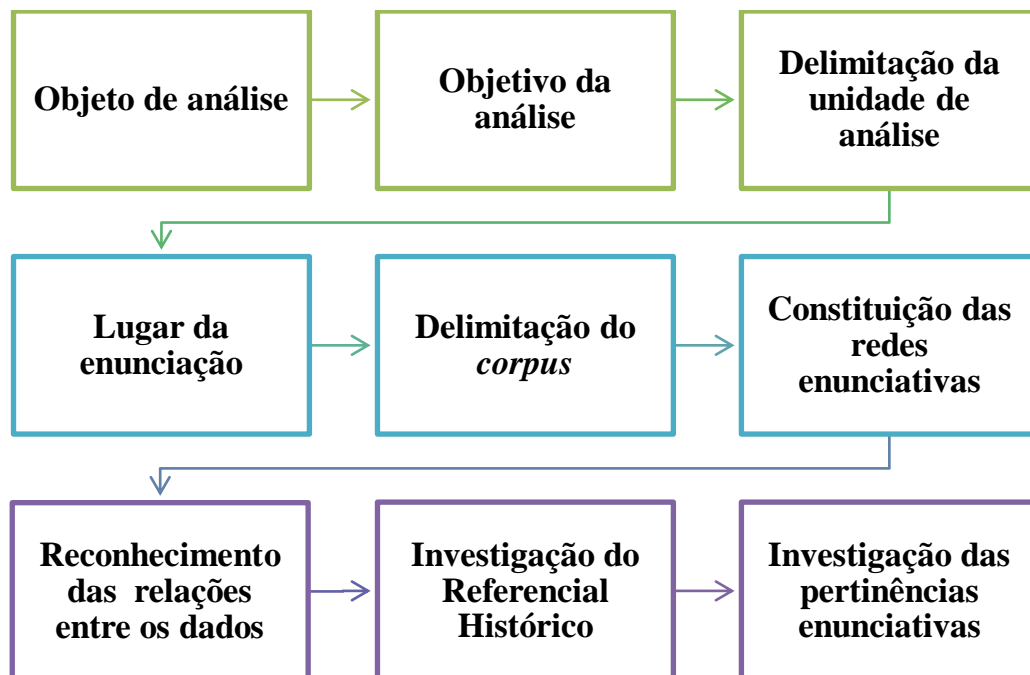 Objeto de análise
Objetivo da
análise
Delimitação da
unidade de
análise
Lugar da
enunciação
Delimitação do
corpus
Constituição das
redes
enunciativas
Reconhecimento
das relações
entre os dados
Investigação do
Referencial
Histórico
Investigação das
pertinências
enunciativas